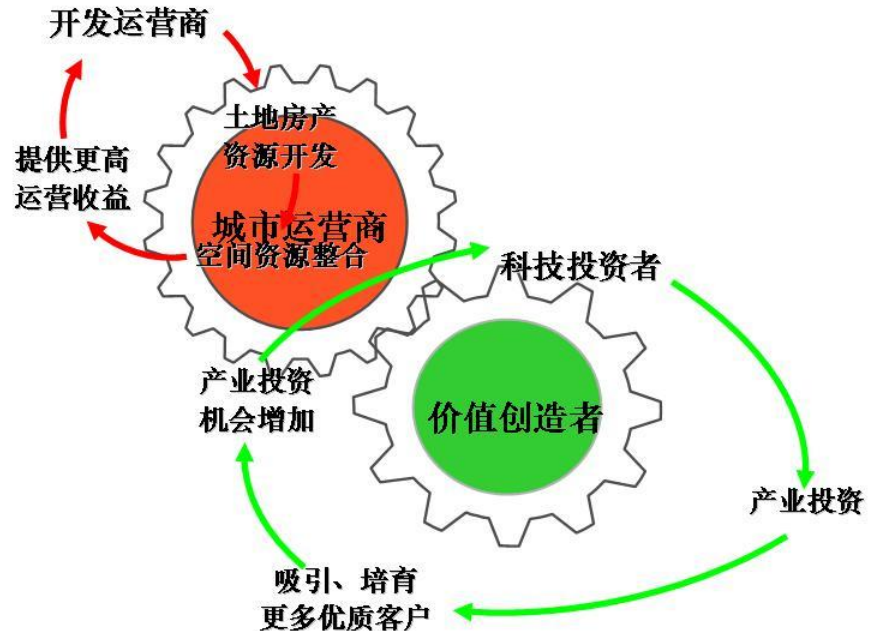 开发运营商
土地房产
资源开发
提供更高
运营收益
城市运营商
空间资源整合
科技投资者
产业投资
机会增加
价值创造者
产业投资
吸引、培育
更多优质客户